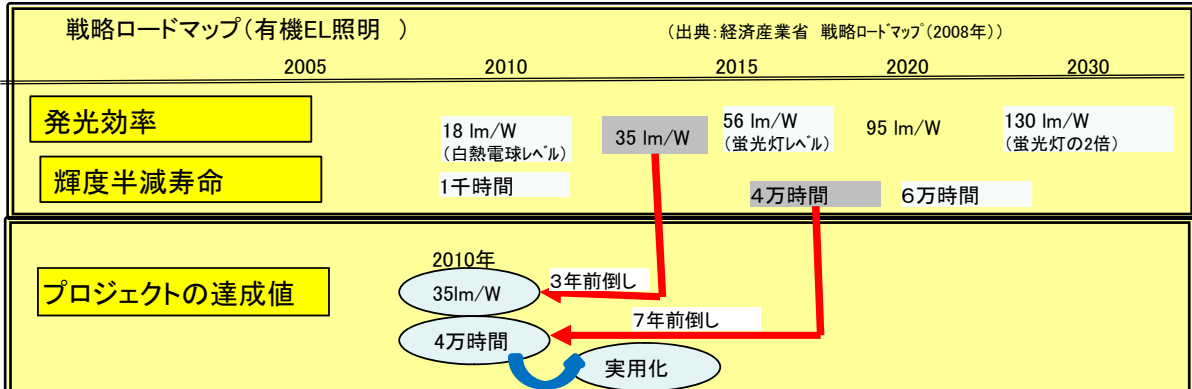 戦略ロードマップ(有機EL照明 )
(出典:経済産業省 戦略ﾛｰﾄﾞﾏｯﾌﾟ(2008年))
2005 2010 2015 2020 2030
発光効率
18 lm/W
(白熱電球ﾚﾍﾞﾙ)
35 lm/W
56 lm/W
(蛍光灯ﾚﾍﾞﾙ)
95 lm/W
130 lm/W
(蛍光灯の2倍)
輝度半減寿命
1千時間
４万時間
６万時間
プロジェクトの達成値
2010年
35lm/W
３年前倒し
4万時間
７年前倒し
実用化